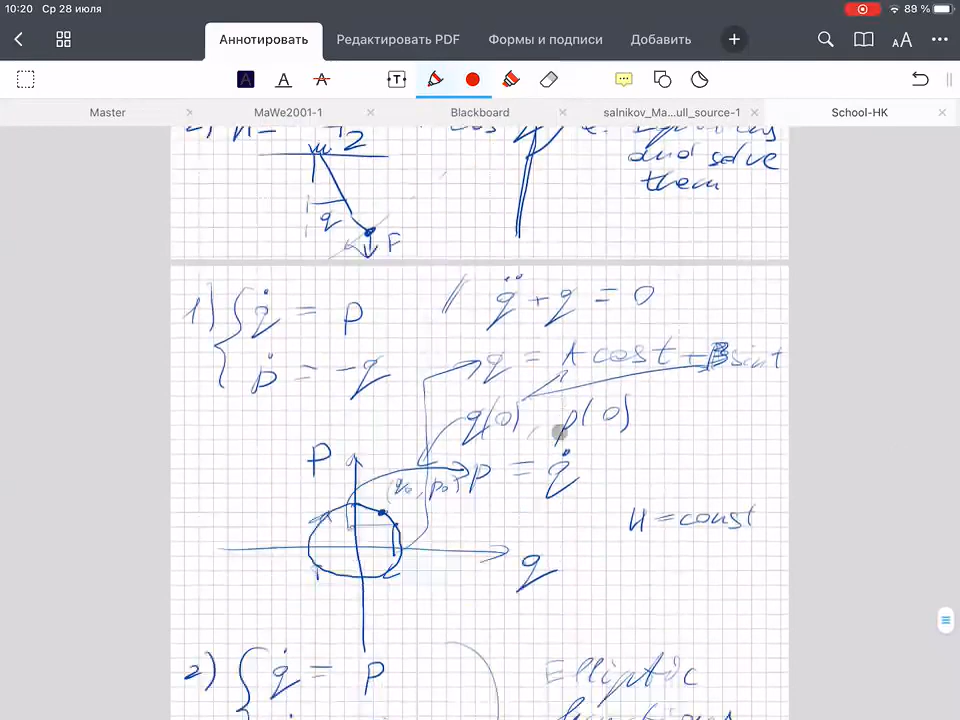 10:20 Ср 28 июля
89 %
Аннотировать Редактировать PDF Формы и подписи Добавить
AA
A A A T
Master MaWe2001-1 Blackboard salnikov_Ma...ull_source-1 School-HK
and solve
them
q
F
1) { q̇ = p // q̈ + q = 0
ṗ = -q q = A cos t + B sin t
q(0), p(0)
P (q₀, p₀) p = q̇
H = const
q
2) { q̇ = p Elliptic